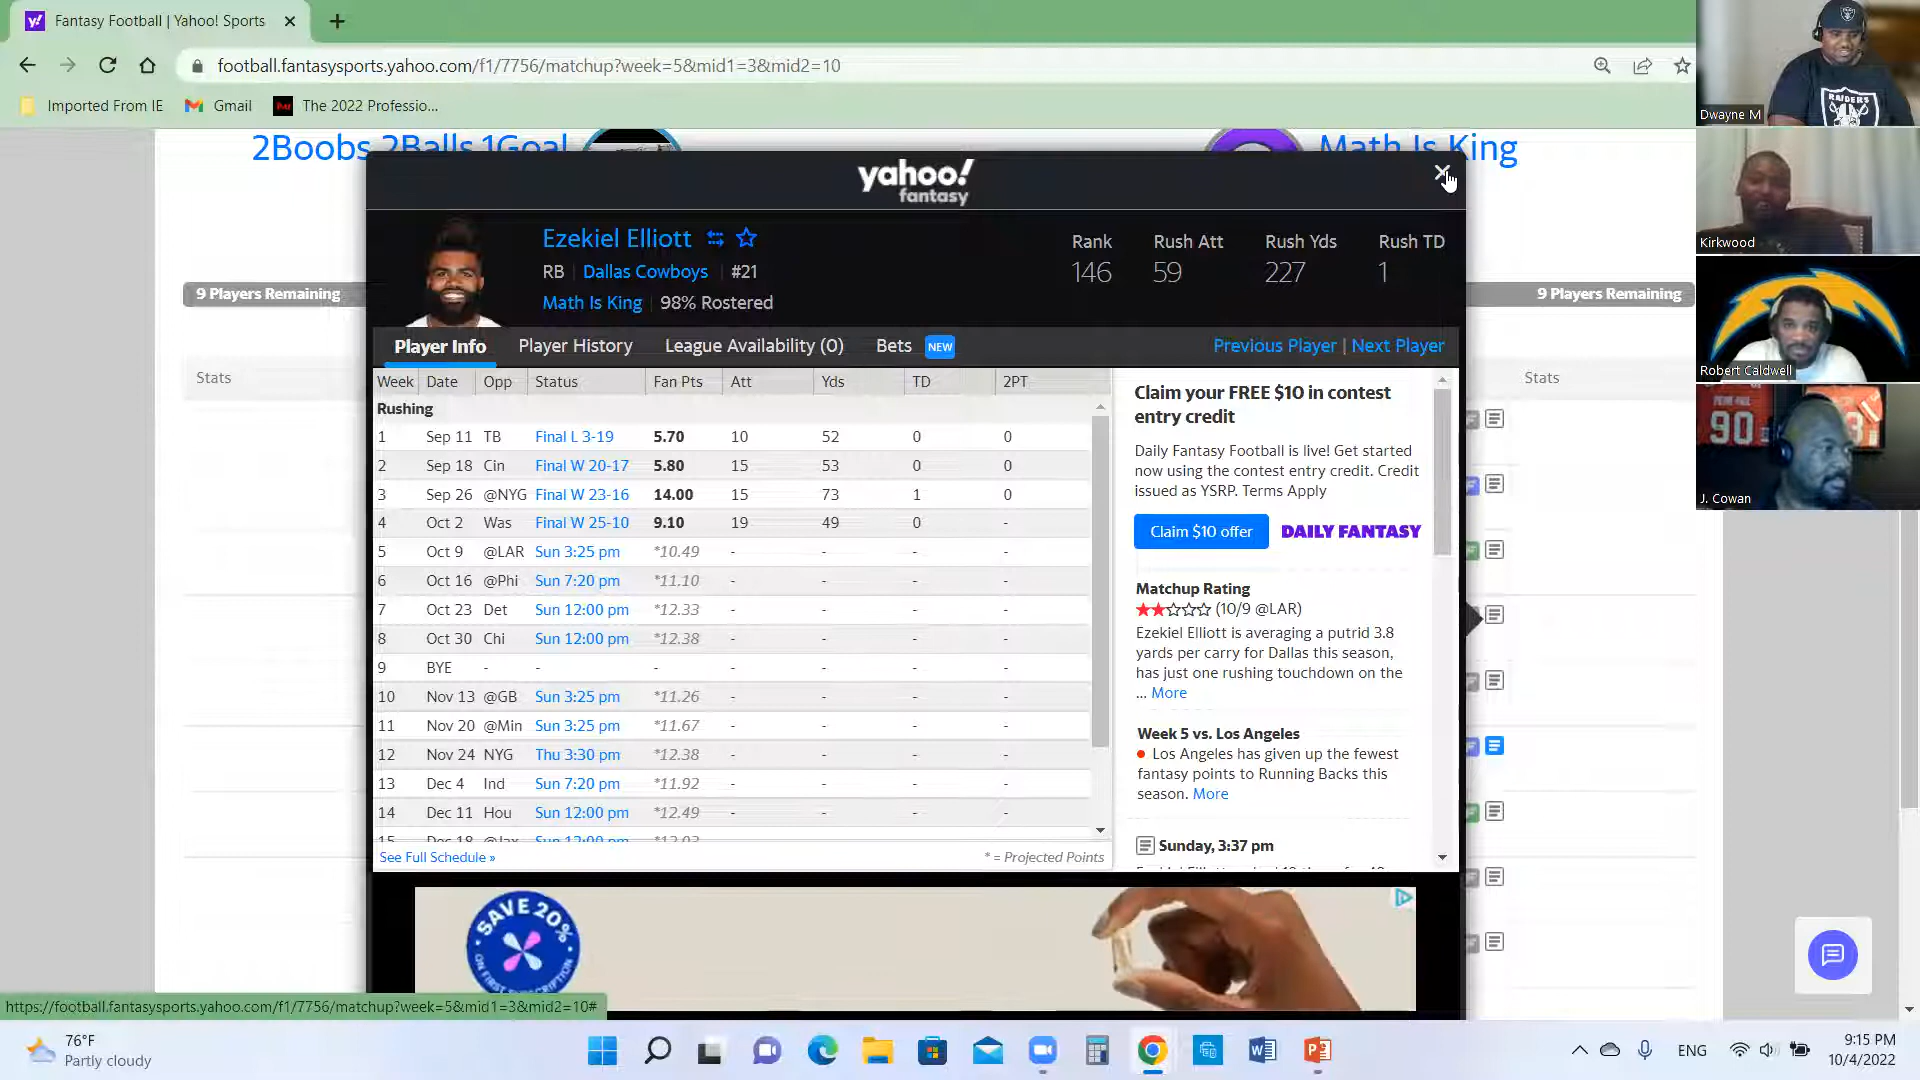 Fantasy Football | Yahoo! Sports
football.fantasysports.yahoo.com/f1/7756/matchup?week=5&mid1=3&mid2=10
Imported From IE Gmail The 2022 Professio...
2Boobs 2Balls 1Goal Math Is King
yahoo!
fantasy
Ezekiel Elliott
RB Dallas Cowboys #21
Math Is King 98% Rostered
Rank Rush Att Rush Yds Rush TD
146 59 227 1
9 Players Remaining 9 Players Remaining
Player Info Player History League Availability (0) Bets NEW Previous Player | Next Player
Stats Stats
Week Date Opp Status Fan Pts Att Yds TD 2PT
Rushing
1 Sep 11 TB Final L 3-19 5.70 10 52 0 0
2 Sep 18 Cin Final W 20-17 5.80 15 53 0 0
3 Sep 26 @NYG Final W 23-16 14.00 15 73 1 0
4 Oct 2 Was Final W 25-10 9.10 19 49 0 -
5 Oct 9 @LAR Sun 3:25 pm *10.49 - - - -
6 Oct 16 @Phi Sun 7:20 pm *11.10 - - - -
7 Oct 23 Det Sun 12:00 pm *12.33 - - - -
8 Oct 30 Chi Sun 12:00 pm *12.38 - - - -
9 BYE - - - - - - -
10 Nov 13 @GB Sun 3:25 pm *11.26 - - - -
11 Nov 20 @Min Sun 3:25 pm *11.67 - - - -
12 Nov 24 NYG Thu 3:30 pm *12.38 - - - -
13 Dec 4 Ind Sun 7:20 pm *11.92 - - - -
14 Dec 11 Hou Sun 12:00 pm *12.49 - - - -
See Full Schedule » * = Projected Points
Claim your FREE $10 in contest
entry credit
Daily Fantasy Football is live! Get started
now using the contest entry credit. Credit
issued as YSRP. Terms Apply
Claim $10 offer DAILY FANTASY
Matchup Rating
(10/9 @LAR)
Ezekiel Elliott is averaging a putrid 3.8
yards per carry for Dallas this season,
has just one rushing touchdown on the
... More
Week 5 vs. Los Angeles
Los Angeles has given up the fewest
fantasy points to Running Backs this
season. More
Sunday, 3:37 pm
SAVE 20%
ON FIRST SUBSCRIPTION
RAIDERS
Dwayne M
Kirkwood
Robert Caldwell
90
J. Cowan
https://football.fantasysports.yahoo.com/f1/7756/matchup?week=5&mid1=3&mid2=10#
76°F
Partly cloudy
ENG
9:15 PM
10/4/2022